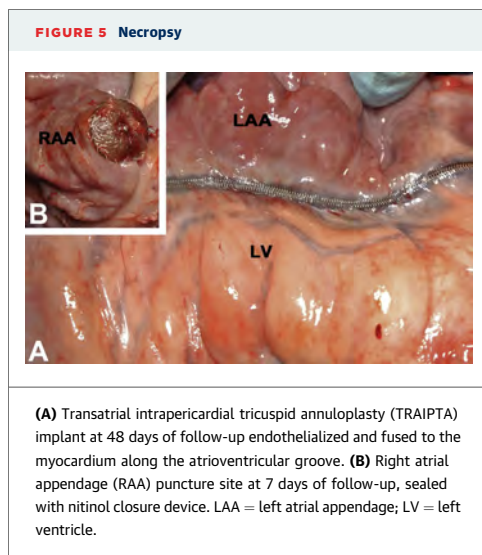 FIGURE 5 Necropsy
RAA
LAA
B
LV
A
(A) Transatrial intrapericardial tricuspid annuloplasty (TRAIPTA)
implant at 48 days of follow-up endothelialized and fused to the
myocardium along the atrioventricular groove. (B) Right atrial
appendage (RAA) puncture site at 7 days of follow-up, sealed
with nitinol closure device. LAA = left atrial appendage; LV = left
ventricle.